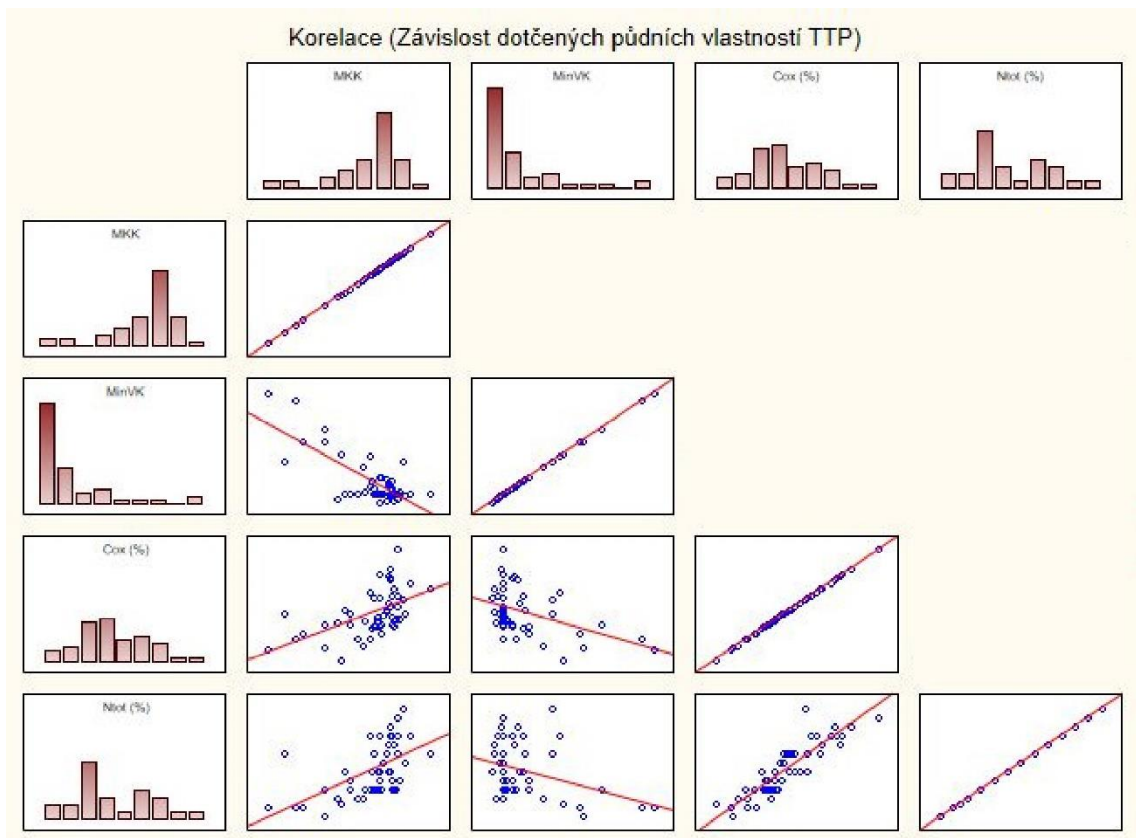 Korelace (Závislost dotčených půdních vlastností TTP)
MKK
MinVK
Cox (%)
Ntot (%)
MKK
MinVK
Cox (%)
Ntot (%)